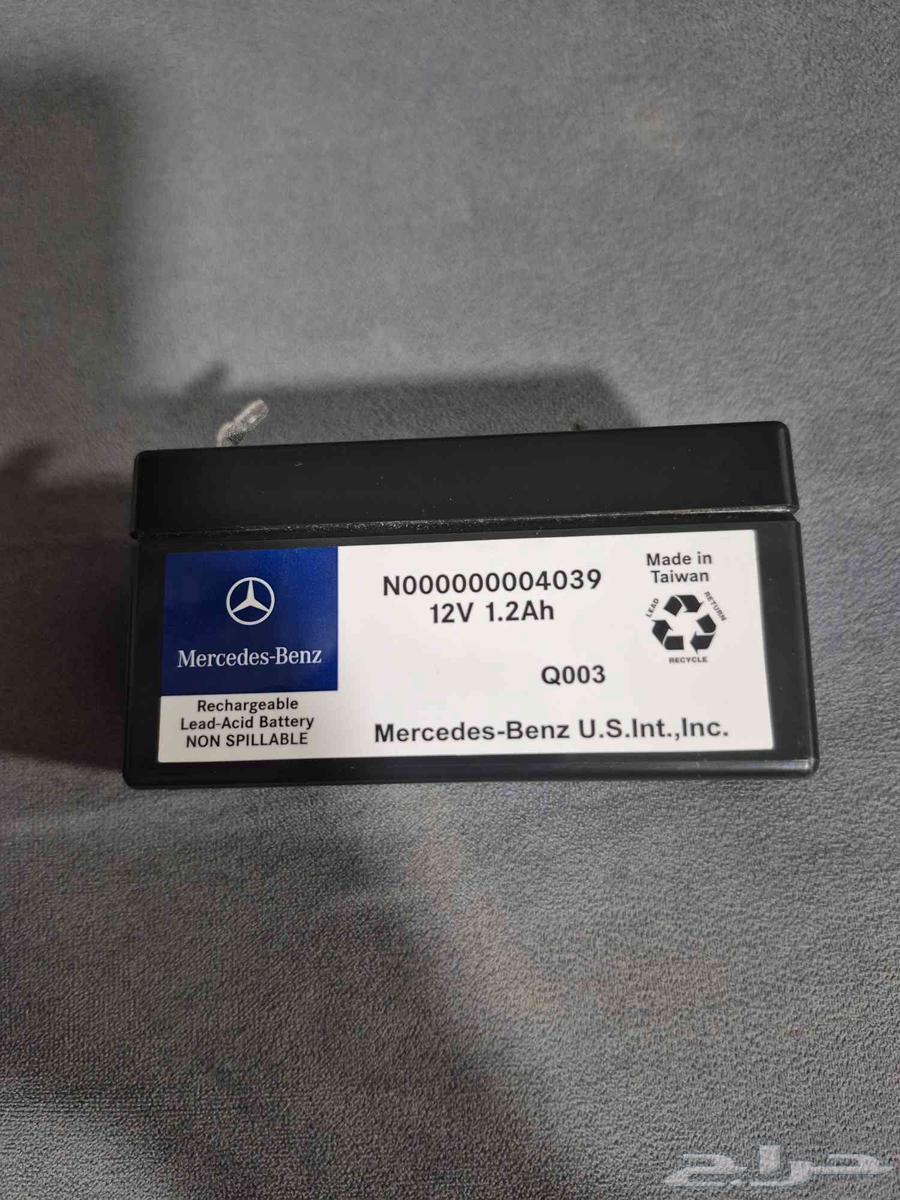 Mercedes-Benz
Rechargeable
Lead-Acid Battery
NON SPILLABLE
N000000004039
12V 1.2Ah
Q003
Mercedes-Benz U.S.Int.,Inc.
Made in
Taiwan
LEAD
RETURN
RECYCLE
حراج